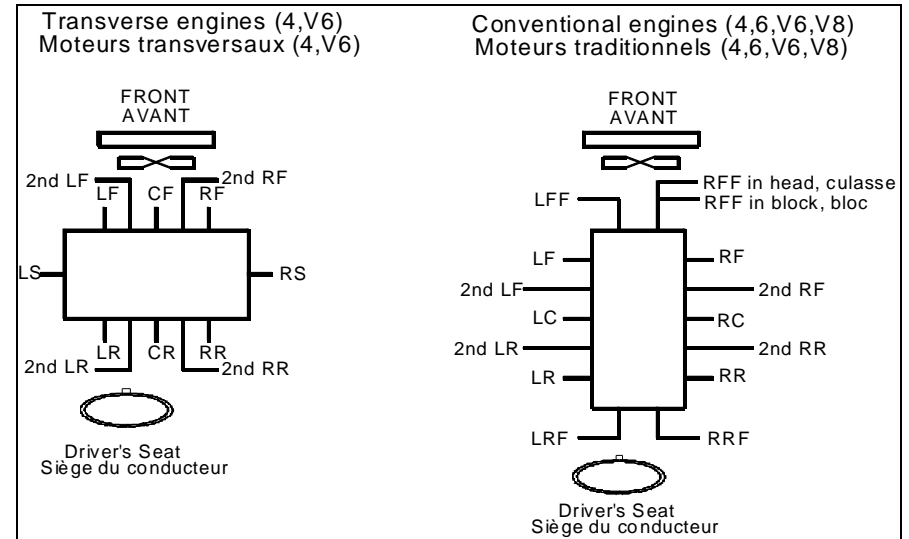 Transverse engines (4,V6)
Moteurs transversaux (4,V6)
FRONT
AVANT
2nd LF
2nd RF
LF CF RF
LS
RS
LR CR RR
2nd LR
2nd RR
Driver's Seat
Siège du conducteur
Conventional engines (4,6,V6,V8)
Moteurs traditionnels (4,6,V6,V8)
FRONT
AVANT
RFF in head, culasse
LFF
RFF in block, bloc
LF
RF
2nd LF
2nd RF
LC
RC
2nd LR
2nd RR
LR
RR
LRF
RRF
Driver's Seat
Siège du conducteur